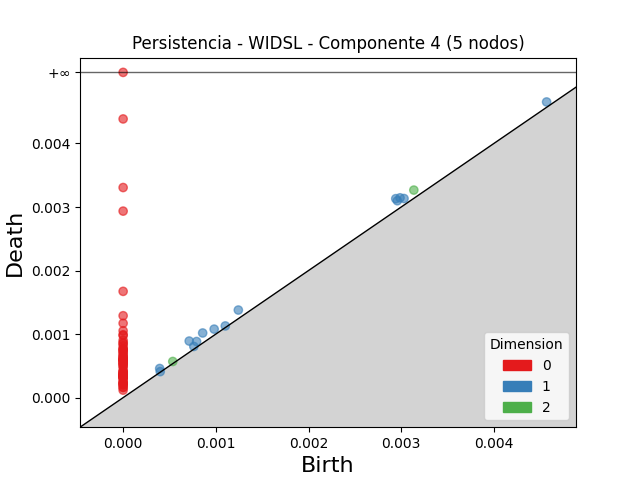 Persistencia - WIDSL - Componente 4 (5 nodos)
+∞
0.004
0.003
0.002
0.001
0.000
Death
0.000 0.001 0.002 0.003 0.004
Birth
Dimension
0
1
2